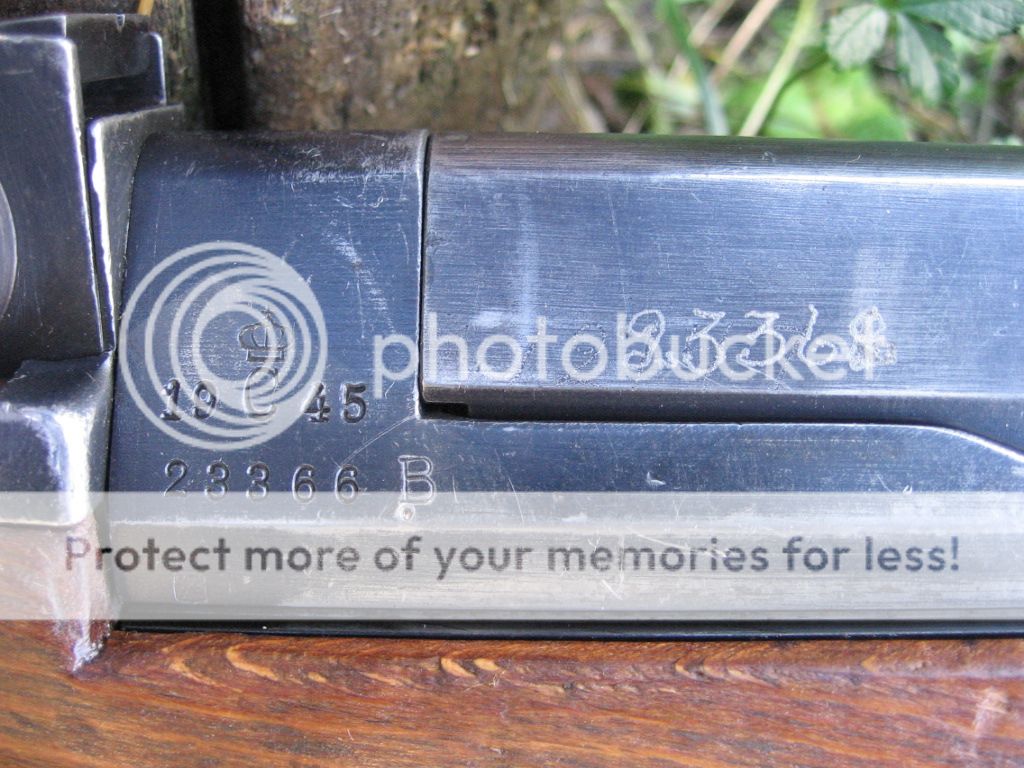 photobucket
19 45
23366 B
Protect more of your memories for less!